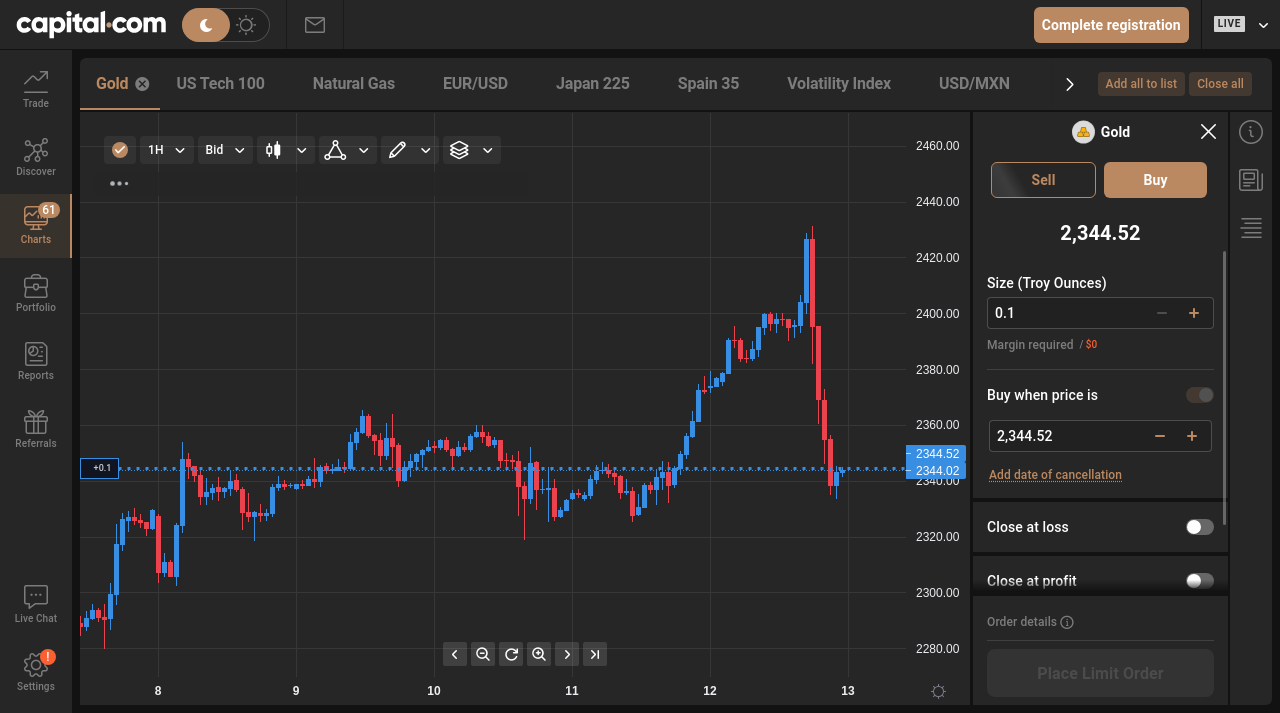 capital.com
Complete registration
LIVE
Trade
Discover
61
Charts
Portfolio
Reports
Referrals
Live Chat
!
Settings
Gold
US Tech 100
Natural Gas
EUR/USD
Japan 225
Spain 35
Volatility Index
USD/MXN
Add all to list
Close all
1H
Bid
2460.00
2440.00
2420.00
2400.00
2380.00
2360.00
2344.52
2344.02
2340.00
2320.00
2300.00
2280.00
+0.1
8
9
10
11
12
13
Gold
Sell
Buy
2,344.52
Size (Troy Ounces)
0.1
Margin required / $0
Buy when price is
2,344.52
Add date of cancellation
Close at loss
Close at profit
Order details
Place Limit Order